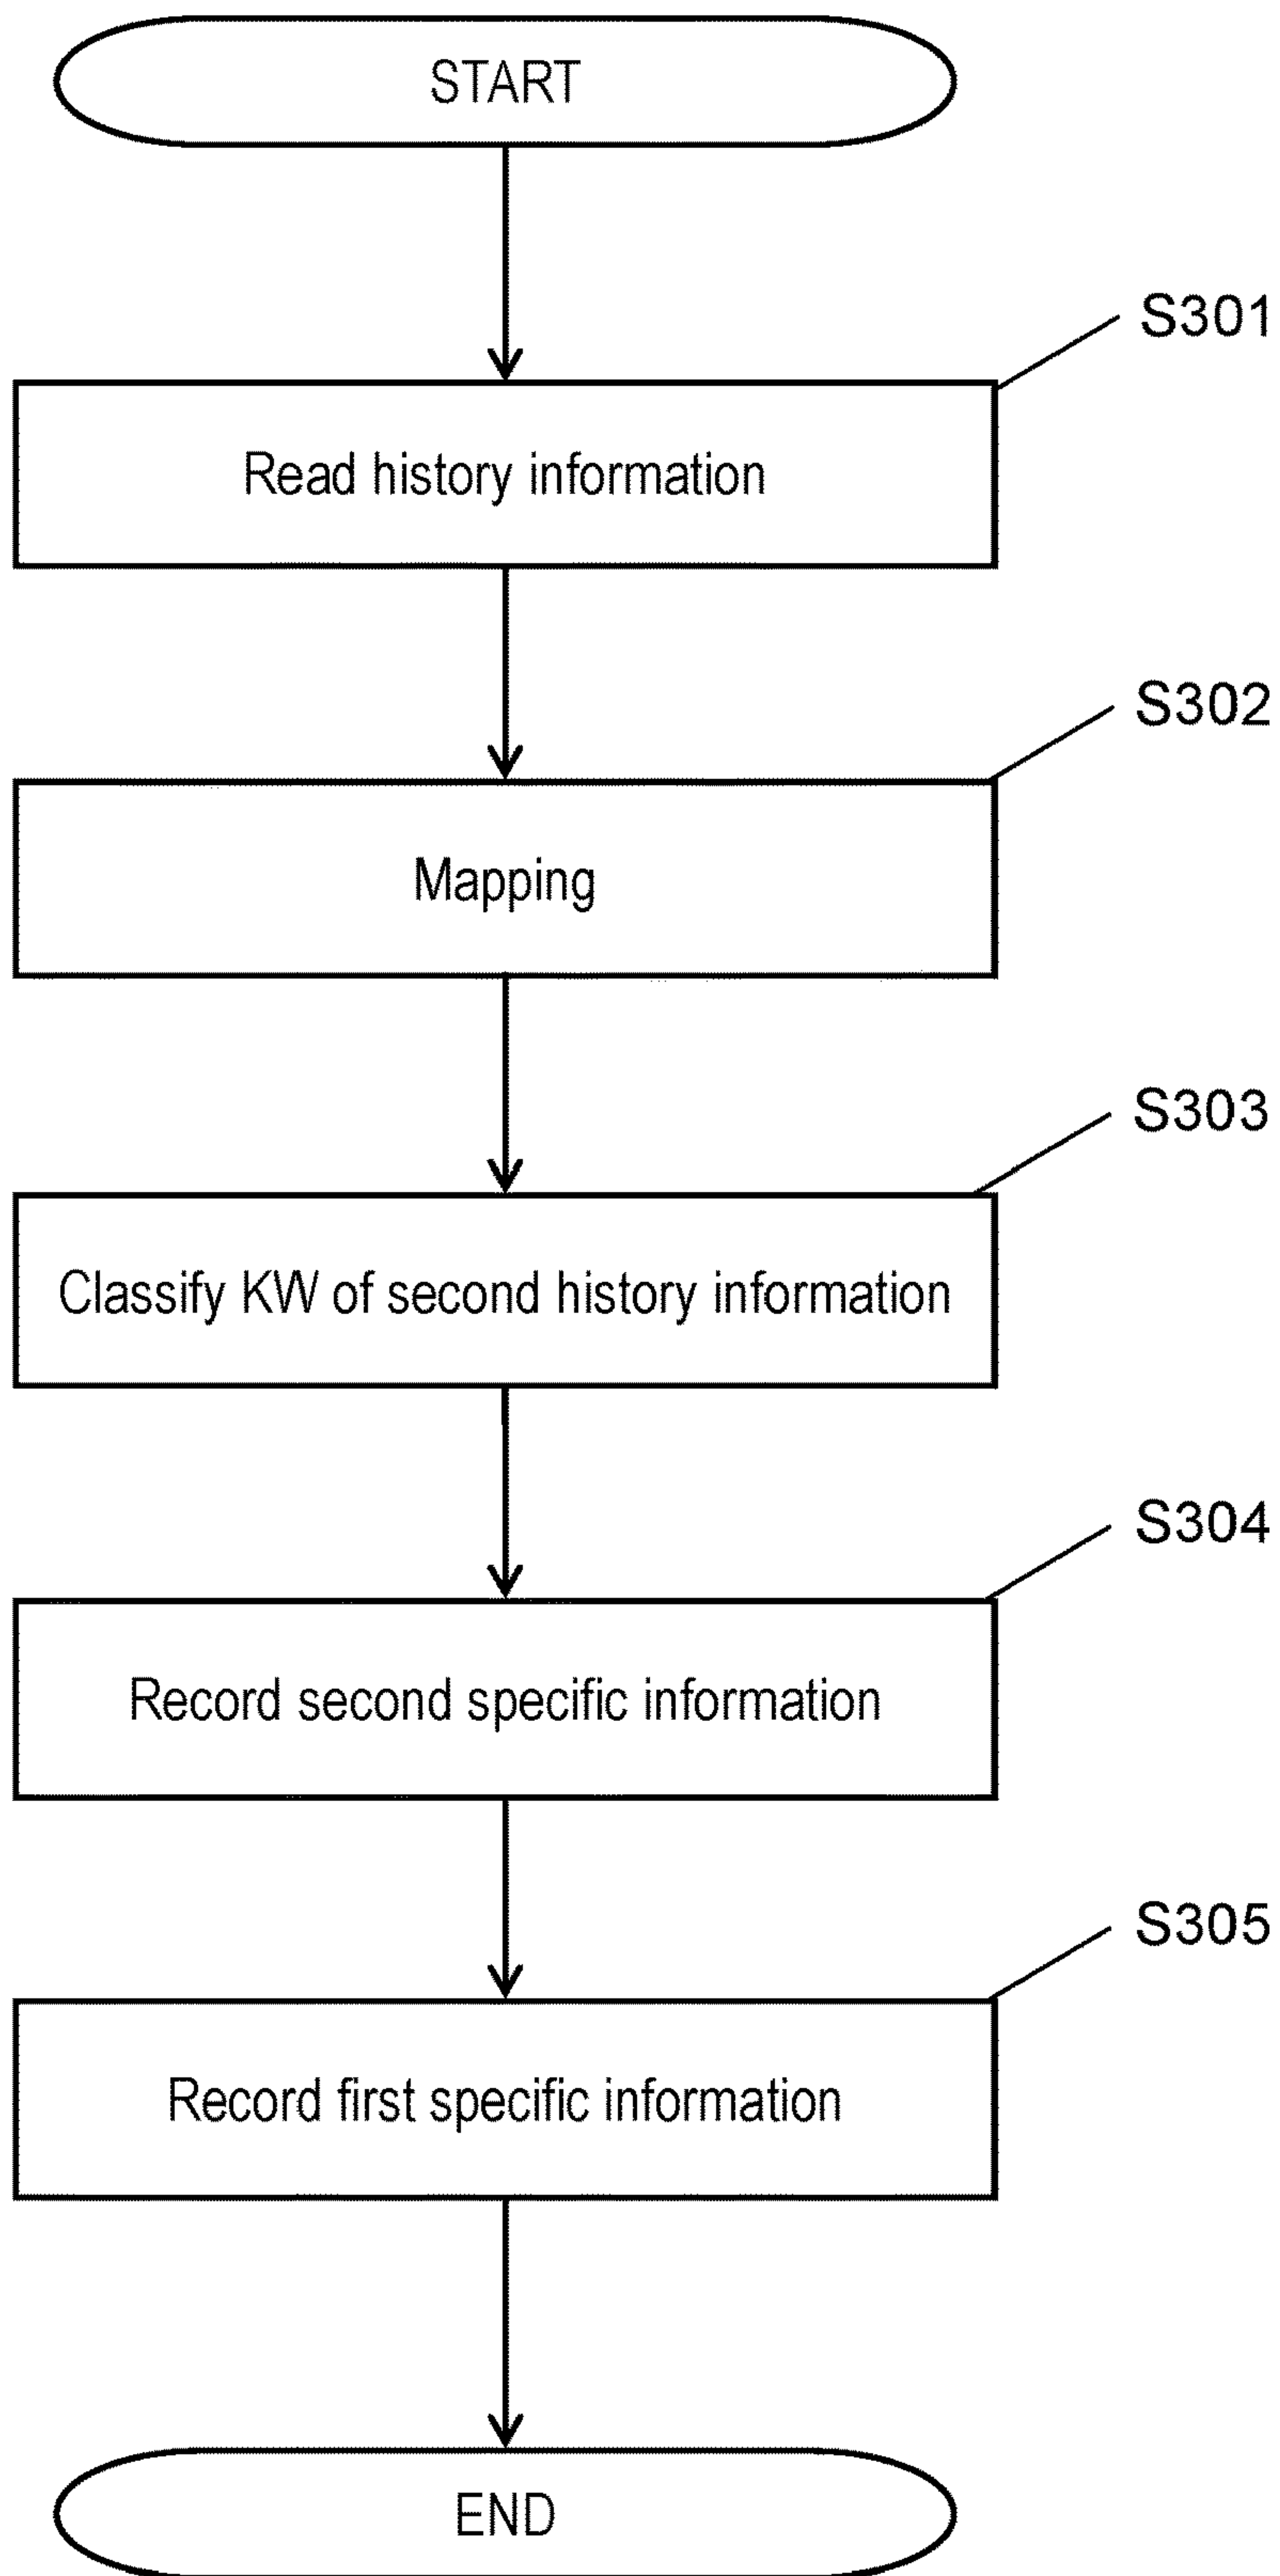 START
S301
Read history information
S302
Mapping
S303
Classify KW of second history information
S304
Record second specific information
S305
Record first specific information
END